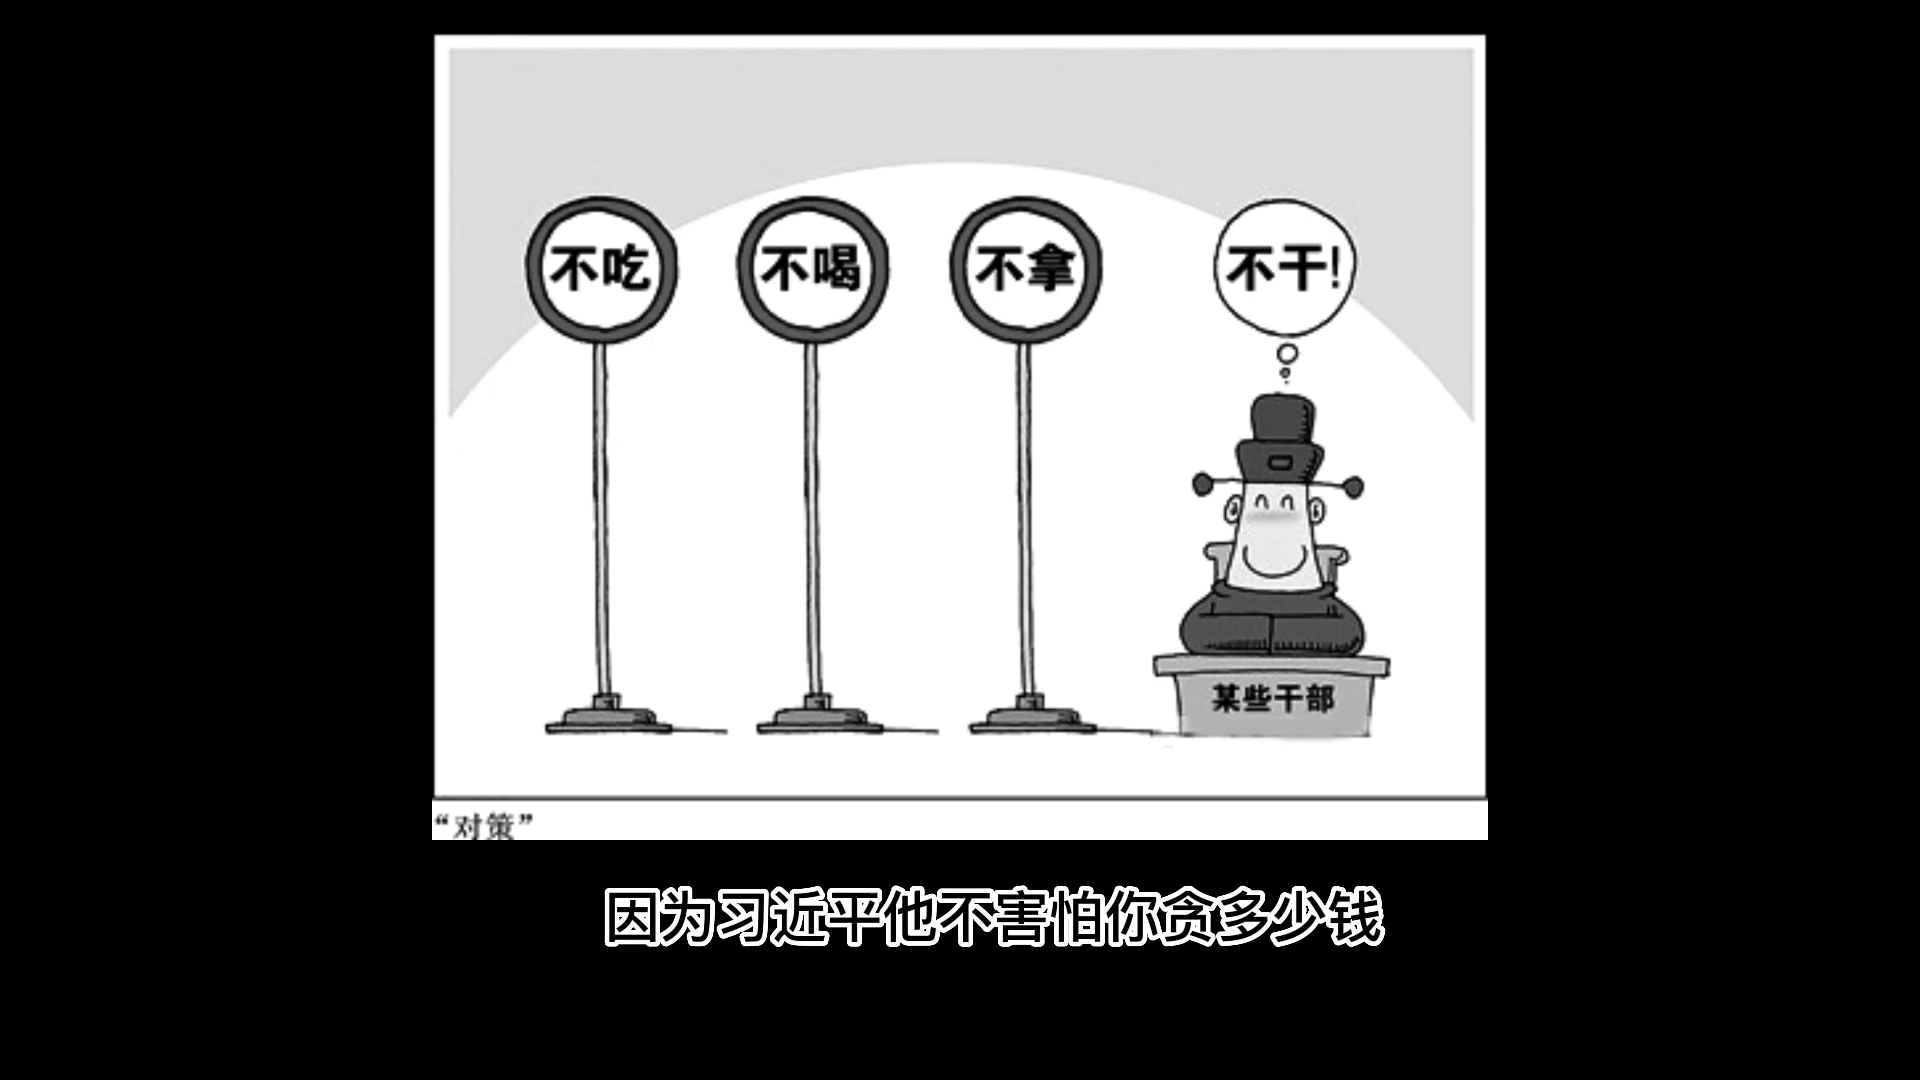 不吃
不喝
不拿
不干!
某些干部
“对策”
因为习近平他不害怕你贪多少钱